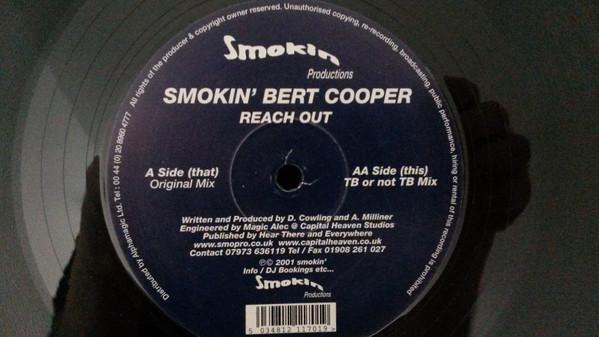 All rights of the producer & copyright owner reserved. Unauthorised copying, re-recording, broadcasting, public performance, hiring or rental of this recording is prohibited
Smokin
Productions
SMOKIN' BERT COOPER
REACH OUT
A Side (that)
Original Mix
AA Side (this)
TB or not TB Mix
Written and Produced by D. Cowling and A. Milliner
Engineered by Magic Alec @ Capital Heaven Studios
Published by Hear There and Everywhere
www.smopro.co.uk www.capitalheaven.co.uk
Contact 07973 636119 Tel / Fax 01908 261 027
℗© 2001 smokin'
Info / DJ Bookings etc...
Smokin
Productions
5 034812 117019 >
Distributed by Alphamagic Ltd. Tel : 00 44 (0) 20 8960 4777